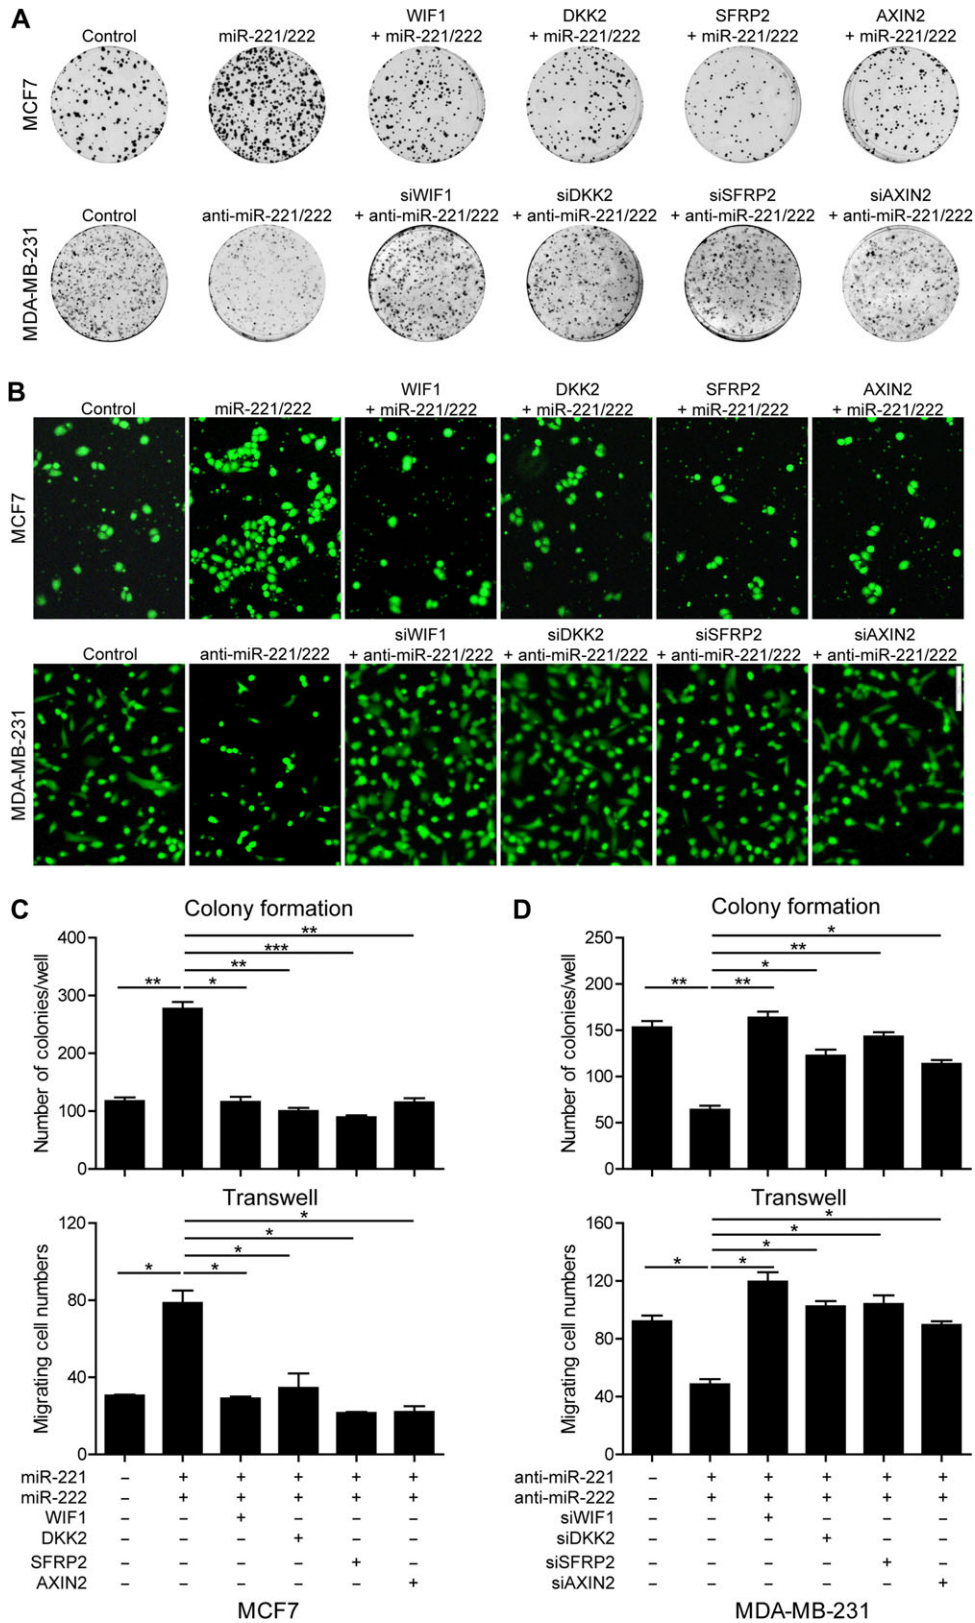 A
Control
miR-221/222
WIF1
+ miR-221/222
DKK2
+ miR-221/222
SFRP2
+ miR-221/222
AXIN2
+ miR-221/222
MCF7
Control
anti-miR-221/222
siWIF1
+ anti-miR-221/222
siDKK2
+ anti-miR-221/222
siSFRP2
+ anti-miR-221/222
siAXIN2
+ anti-miR-221/222
MDA-MB-231
B
Control
miR-221/222
WIF1
+ miR-221/222
DKK2
+ miR-221/222
SFRP2
+ miR-221/222
AXIN2
+ miR-221/222
MCF7
Control
anti-miR-221/222
siWIF1
+ anti-miR-221/222
siDKK2
+ anti-miR-221/222
siSFRP2
+ anti-miR-221/222
siAXIN2
+ anti-miR-221/222
MDA-MB-231
C
Colony formation
Number of colonies/well
400
300
200
100
0
**
***
**
** *
Transwell
Migrating cell numbers
120
80
40
0
*
*
*
* *
miR-221 – + + + + +
miR-222 – + + + + +
WIF1 – – + – – –
DKK2 – – – + – –
SFRP2 – – – – + –
AXIN2 – – – – – +
MCF7
D
Colony formation
Number of colonies/well
250
200
150
100
50
0
*
**
*
** **
Transwell
Migrating cell numbers
160
120
80
40
0
*
*
*
* *
anti-miR-221 – + + + + +
anti-miR-222 – + + + + +
siWIF1 – – + – – –
siDKK2 – – – + – –
siSFRP2 – – – – + –
siAXIN2 – – – – – +
MDA-MB-231